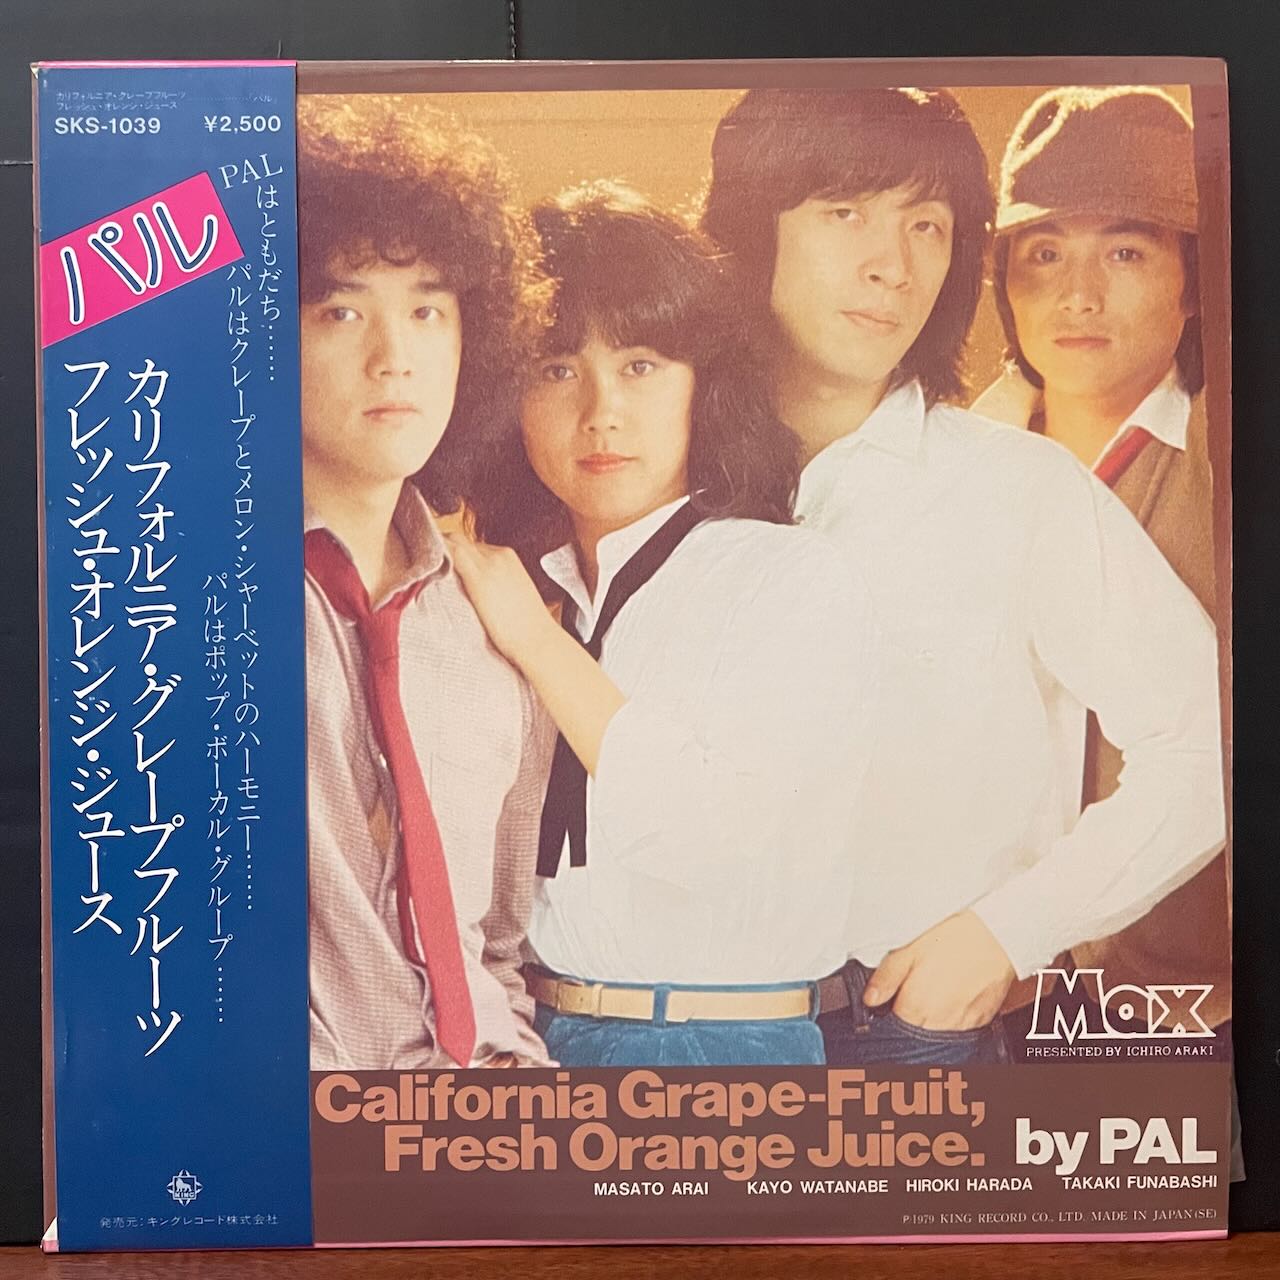 カリフォルニア・グレープフルーツ
フレッシュ・オレンジ・ジュース…………「パル」
SKS-1039 ¥2,500
パル
PALはともだち……
パルはクレープとメロン・シャーベットのハーモニー……
パルはポップ・ボーカル・グループ……
カリフォルニア・グレープフルーツ
フレッシュ・オレンジ・ジュース
KING
発売元:キングレコード株式会社
Max
PRESENTED BY ICHIRO ARAKI
California Grape-Fruit,
Fresh Orange Juice. by PAL
MASATO ARAI KAYO WATANABE HIROKI HARADA TAKAKI FUNABASHI
℗1979 KING RECORD CO., LTD. MADE IN JAPAN (SE)